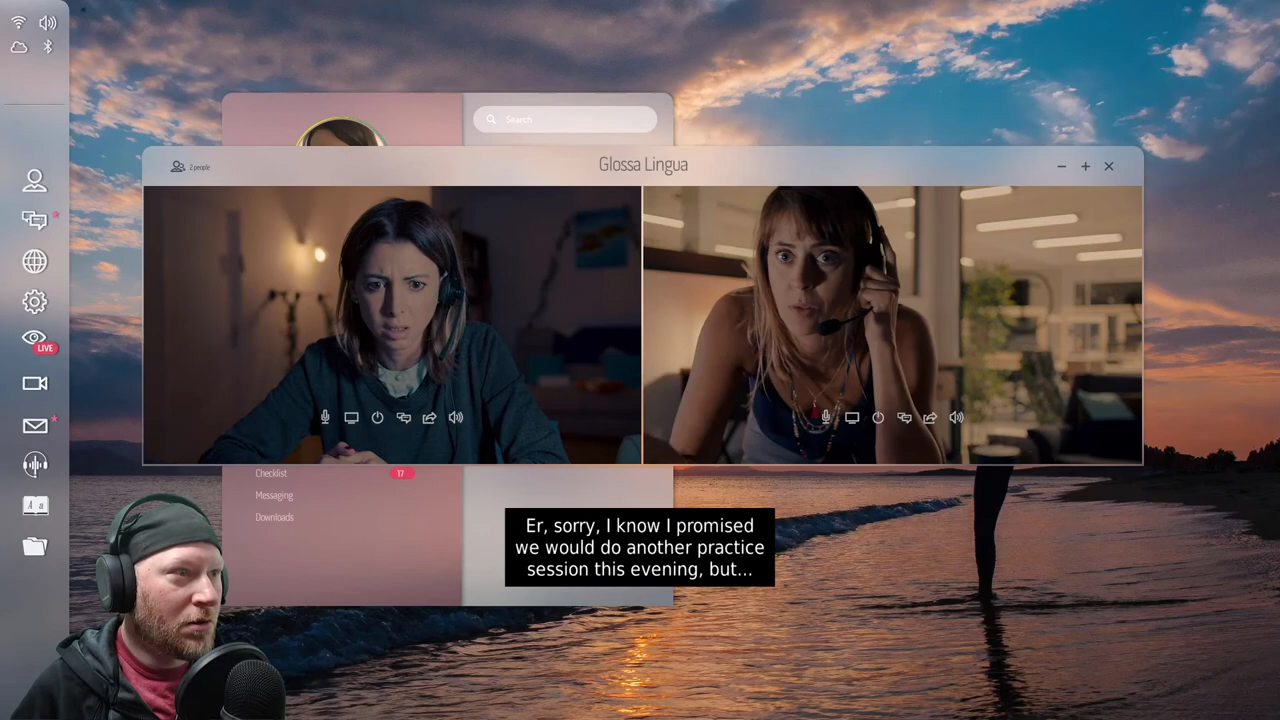 Search
2 people
Glossa Lingua
LIVE
Checklist
17
Messaging
Downloads
A a
Er, sorry, I know I promised
we would do another practice
session this evening, but...